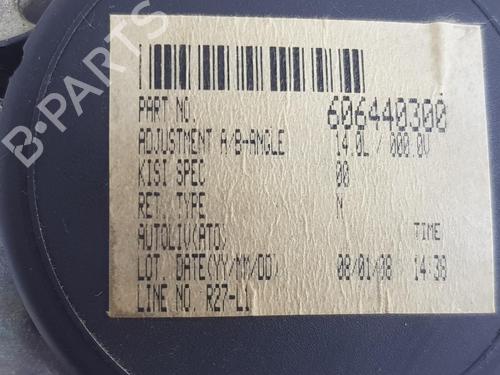 B-PARTS
PART NO. 606440300
ADJUSTMENT A/B-ANGLE 14.0L / 000.0V
KISI SPEC 00
RET. TYPE N
AUTOLIV(ATO) TIME
LOT. DATE(YY/MM/DD) 08/01/08 14:38
LINE NO. R27-L1